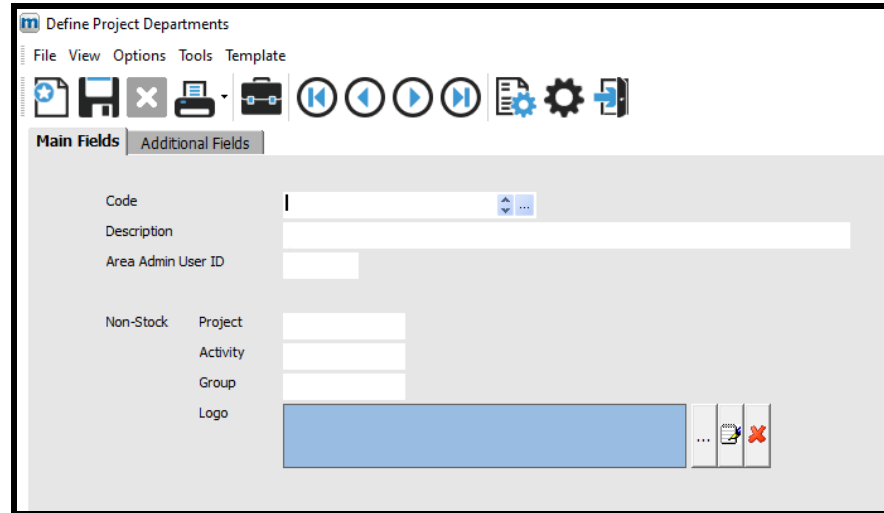 m Define Project Departments
File View Options Tools Template
Main Fields Additional Fields
Code ...
Description
Area Admin User ID
Non-Stock Project
Activity
Group
Logo ...